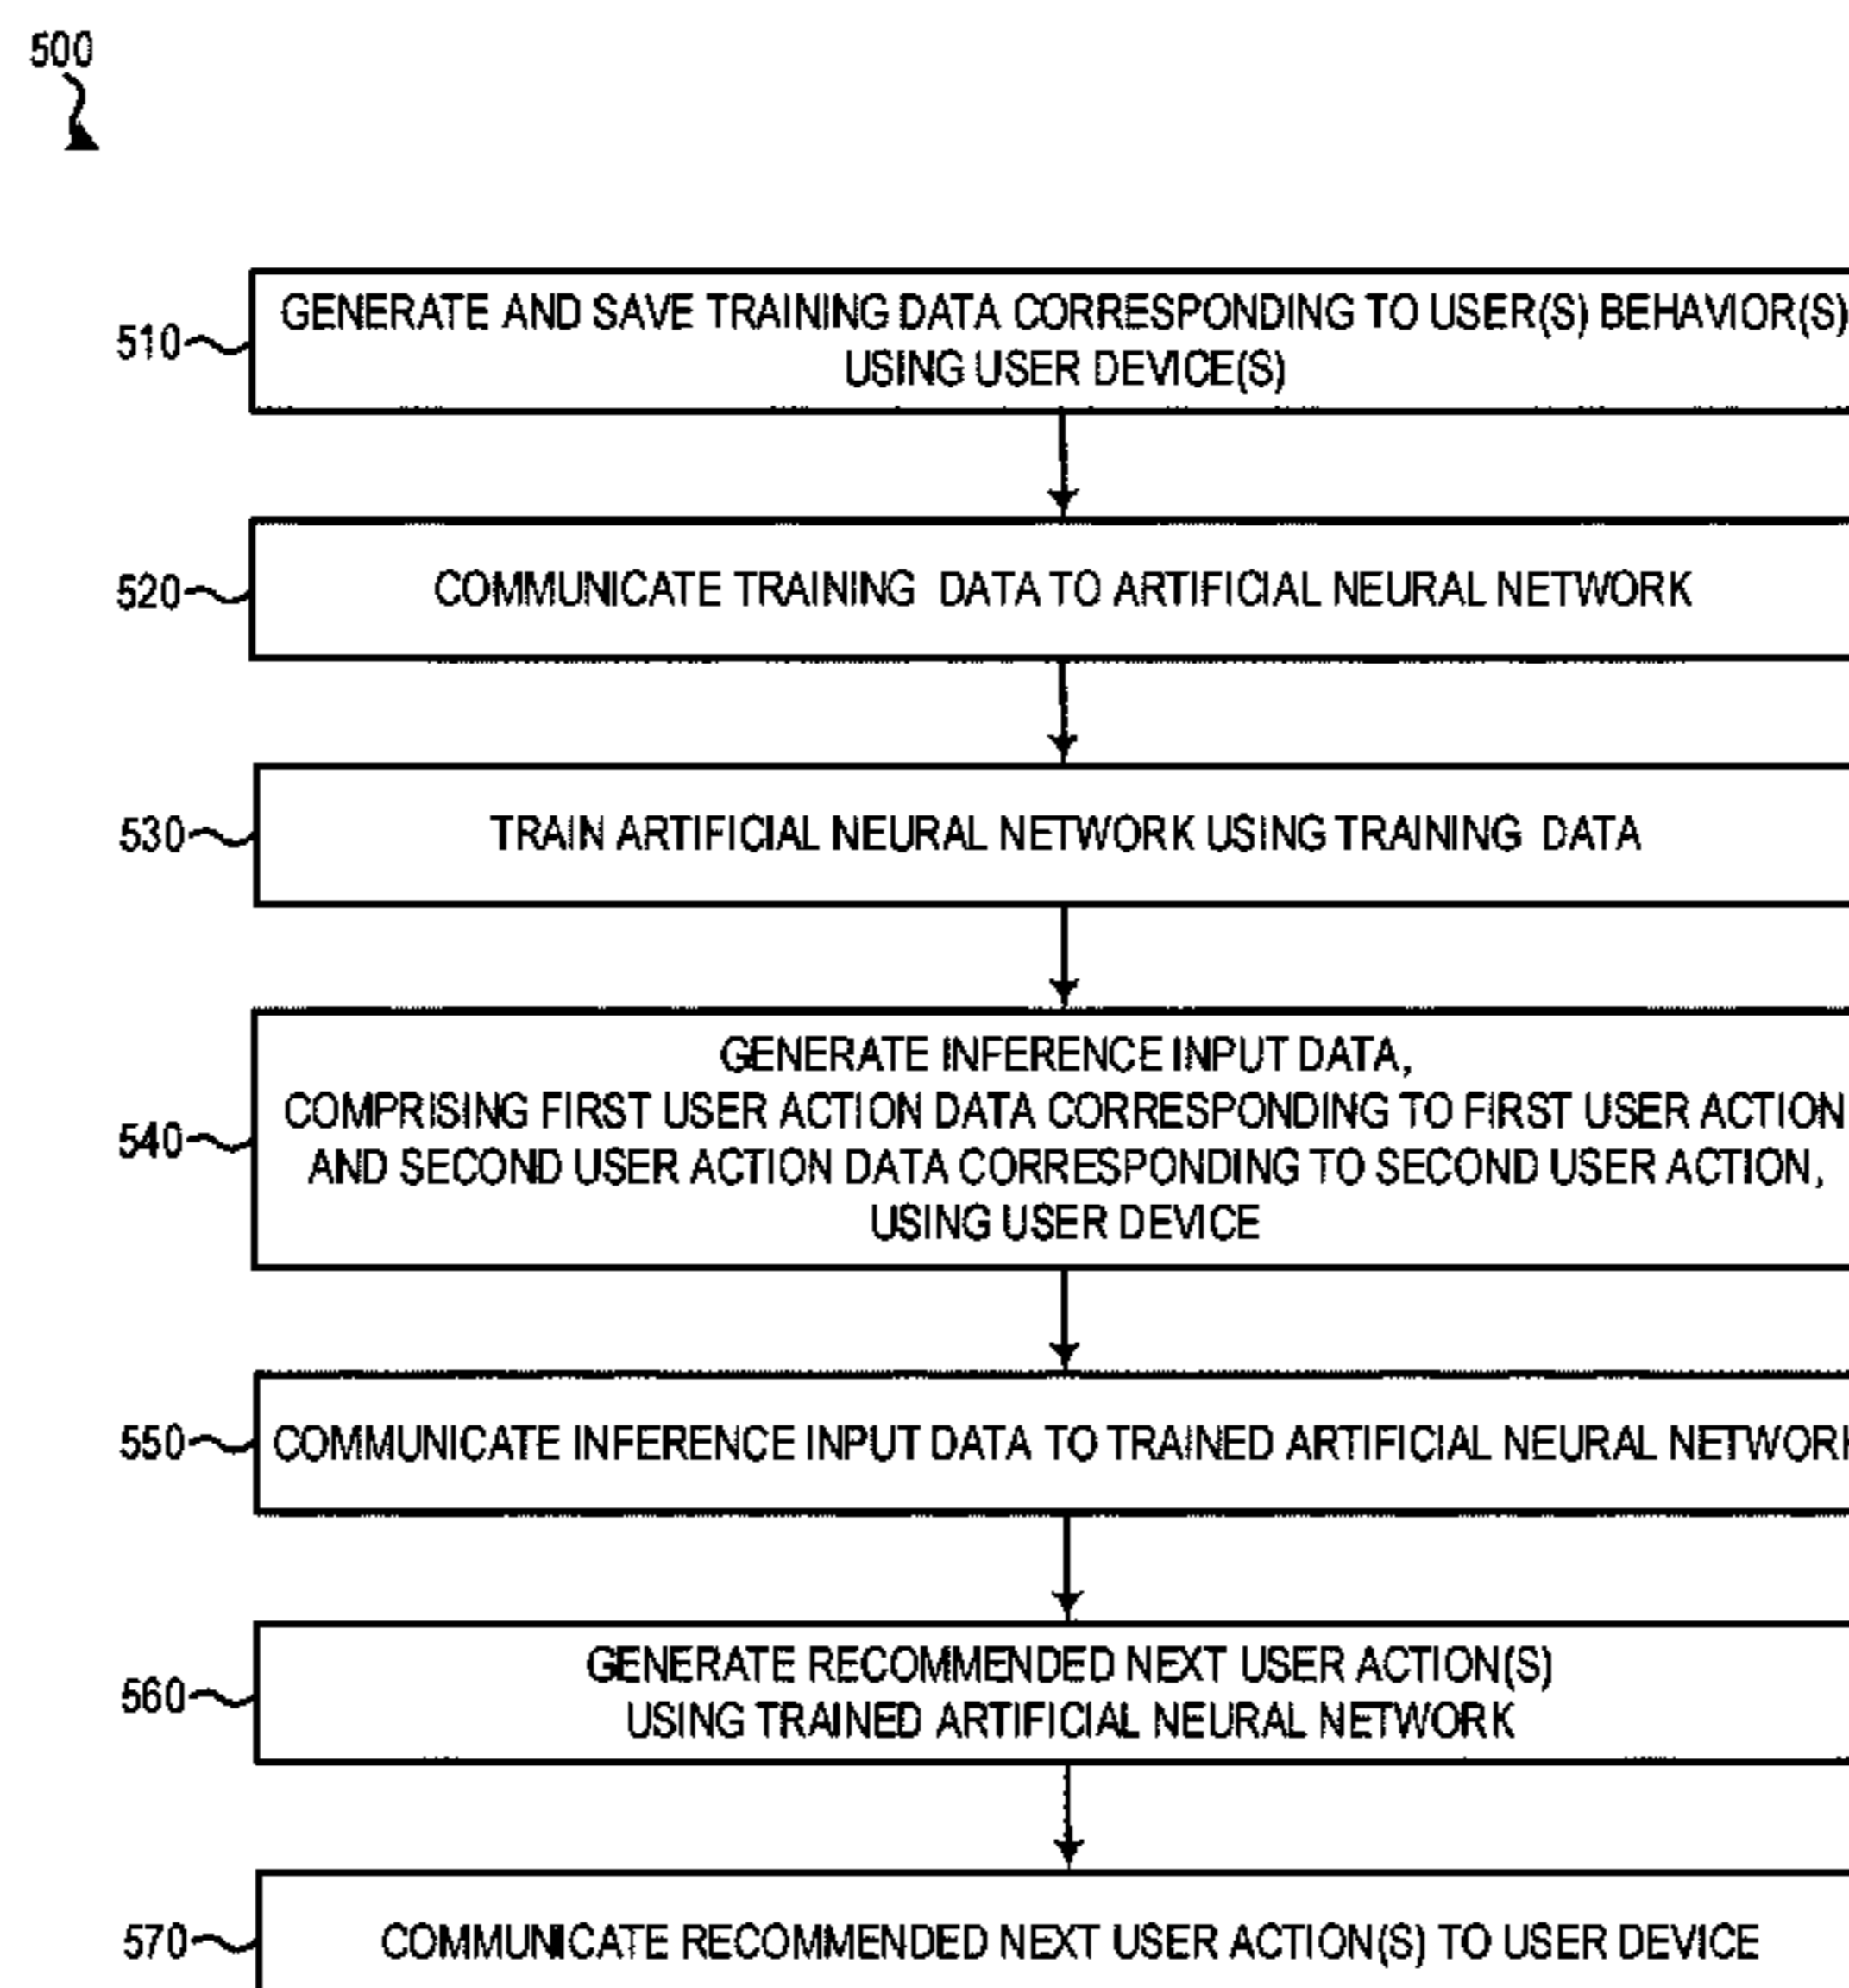 500
510
GENERATE AND SAVE TRAINING DATA CORRESPONDING TO USER(S) BEHAVIOR(S)
USING USER DEVICE(S)
520
COMMUNICATE TRAINING DATA TO ARTIFICIAL NEURAL NETWORK
530
TRAIN ARTIFICIAL NEURAL NETWORK USING TRAINING DATA
540
GENERATE INFERENCE INPUT DATA,
COMPRISING FIRST USER ACTION DATA CORRESPONDING TO FIRST USER ACTION
AND SECOND USER ACTION DATA CORRESPONDING TO SECOND USER ACTION,
USING USER DEVICE
550
COMMUNICATE INFERENCE INPUT DATA TO TRAINED ARTIFICIAL NEURAL NETWORK
560
GENERATE RECOMMENDED NEXT USER ACTION(S)
USING TRAINED ARTIFICIAL NEURAL NETWORK
570
COMMUNICATE RECOMMENDED NEXT USER ACTION(S) TO USER DEVICE